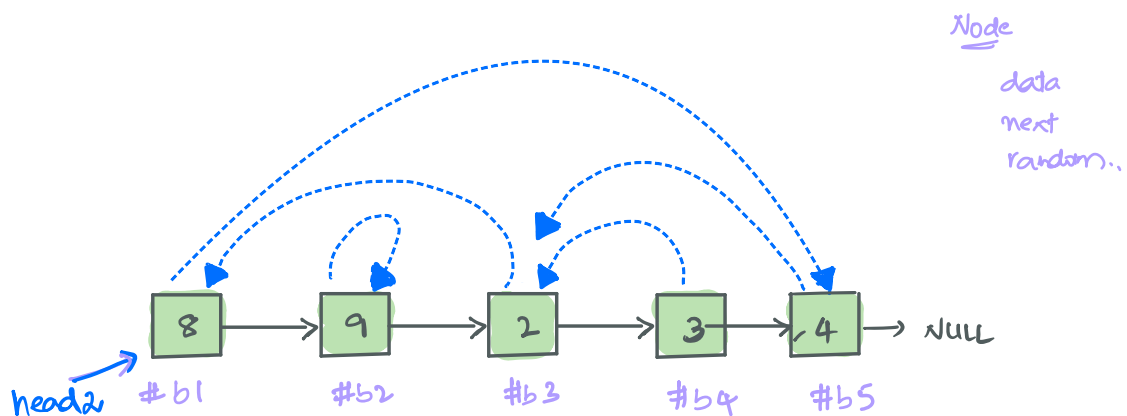 Node
data
next
random..
8 9 2 3 4 NULL
head2 #b1 #b2 #b3 #b4 #b5